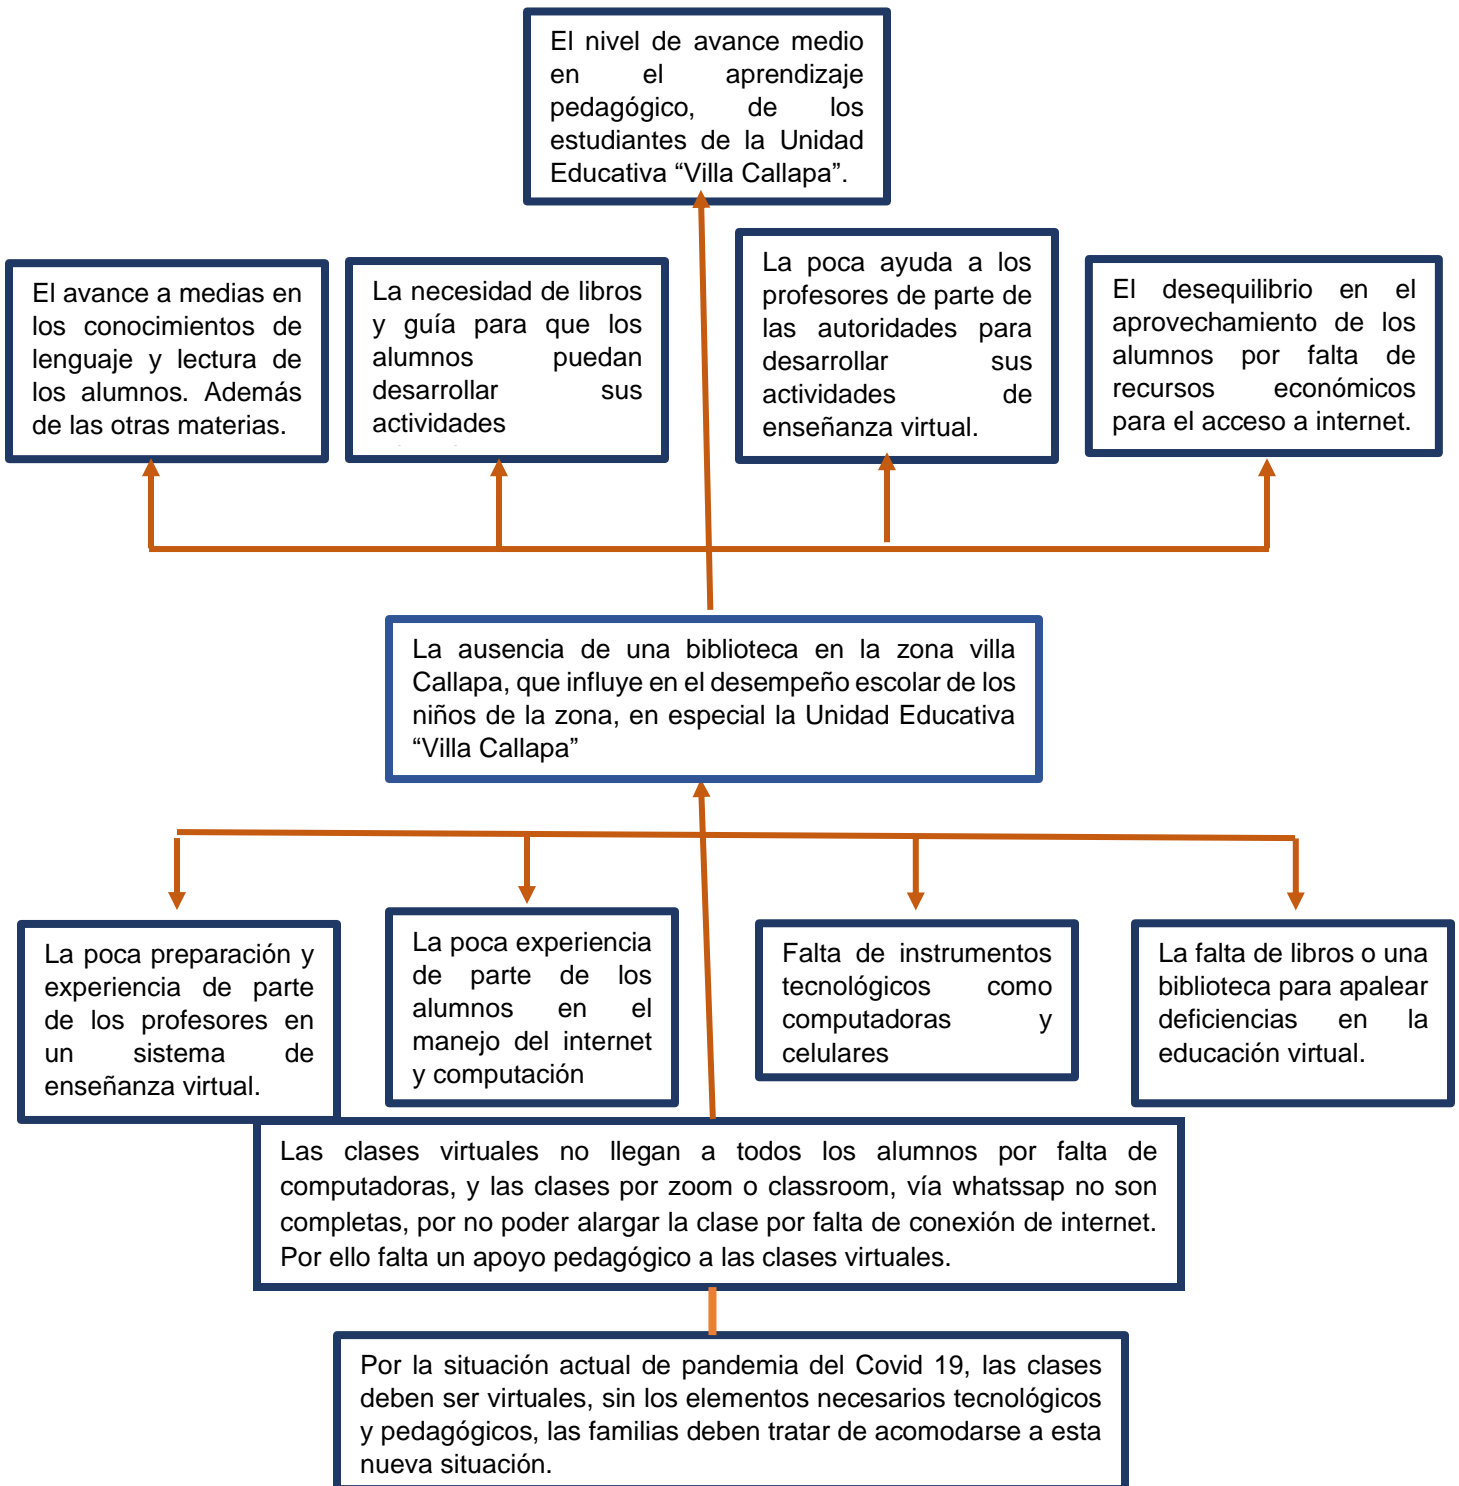 El nivel de avance medio
en el aprendizaje
pedagógico, de los
estudiantes de la Unidad
Educativa “Villa Callapa”.
El avance a medias en
los conocimientos de
lenguaje y lectura de
los alumnos. Además
de las otras materias.
La necesidad de libros
y guía para que los
alumnos puedan
desarrollar sus
actividades
La poca ayuda a los
profesores de parte de
las autoridades para
desarrollar sus
actividades de
enseñanza virtual.
El desequilibrio en el
aprovechamiento de los
alumnos por falta de
recursos económicos
para el acceso a internet.
La ausencia de una biblioteca en la zona villa
Callapa, que influye en el desempeño escolar de los
niños de la zona, en especial la Unidad Educativa
“Villa Callapa”
La poca preparación y
experiencia de parte
de los profesores en
un sistema de
enseñanza virtual.
La poca experiencia
de parte de los
alumnos en el
manejo del internet
y computación
Falta de instrumentos
tecnológicos como
computadoras y
celulares
La falta de libros o una
biblioteca para apalear
deficiencias en la
educación virtual.
Las clases virtuales no llegan a todos los alumnos por falta de
computadoras, y las clases por zoom o classroom, vía whatssap no son
completas, por no poder alargar la clase por falta de conexión de internet.
Por ello falta un apoyo pedagógico a las clases virtuales.
Por la situación actual de pandemia del Covid 19, las clases
deben ser virtuales, sin los elementos necesarios tecnológicos
y pedagógicos, las familias deben tratar de acomodarse a esta
nueva situación.